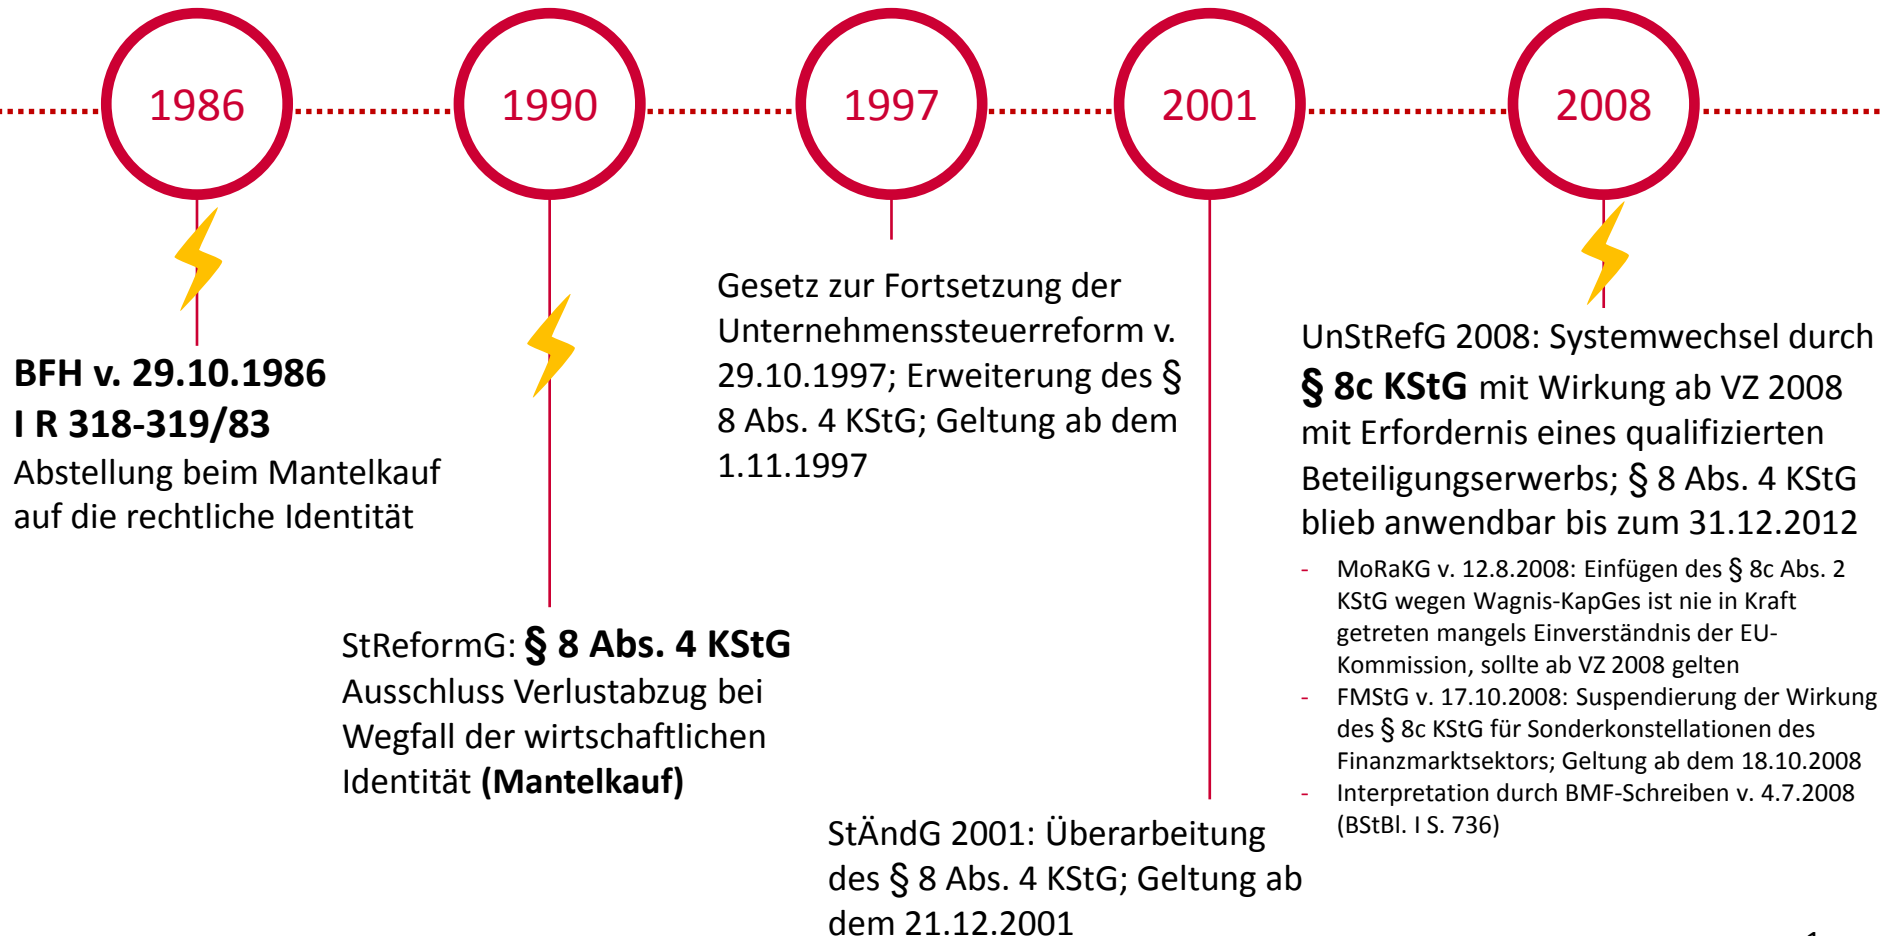 1986
1990
1997
2001
2008
BFH v. 29.10.1986
I R 318-319/83
Abstellung beim Mantelkauf
auf die rechtliche Identität
StReformG: § 8 Abs. 4 KStG
Ausschluss Verlustabzug bei
Wegfall der wirtschaftlichen
Identität (Mantelkauf)
Gesetz zur Fortsetzung der
Unternehmenssteuerreform v.
29.10.1997; Erweiterung des §
8 Abs. 4 KStG; Geltung ab dem
1.11.1997
StÄndG 2001: Überarbeitung
des § 8 Abs. 4 KStG; Geltung ab
dem 21.12.2001
UnStRefG 2008: Systemwechsel durch
§ 8c KStG mit Wirkung ab VZ 2008
mit Erfordernis eines qualifizierten
Beteiligungserwerbs; § 8 Abs. 4 KStG
blieb anwendbar bis zum 31.12.2012
- MoRaKG v. 12.8.2008: Einfügen des § 8c Abs. 2
KStG wegen Wagnis-KapGes ist nie in Kraft
getreten mangels Einverständnis der EU-
Kommission, sollte ab VZ 2008 gelten
- FMStG v. 17.10.2008: Suspendierung der Wirkung
des § 8c KStG für Sonderkonstellationen des
Finanzmarktsektors; Geltung ab dem 18.10.2008
- Interpretation durch BMF-Schreiben v. 4.7.2008
(BStBl. I S. 736)